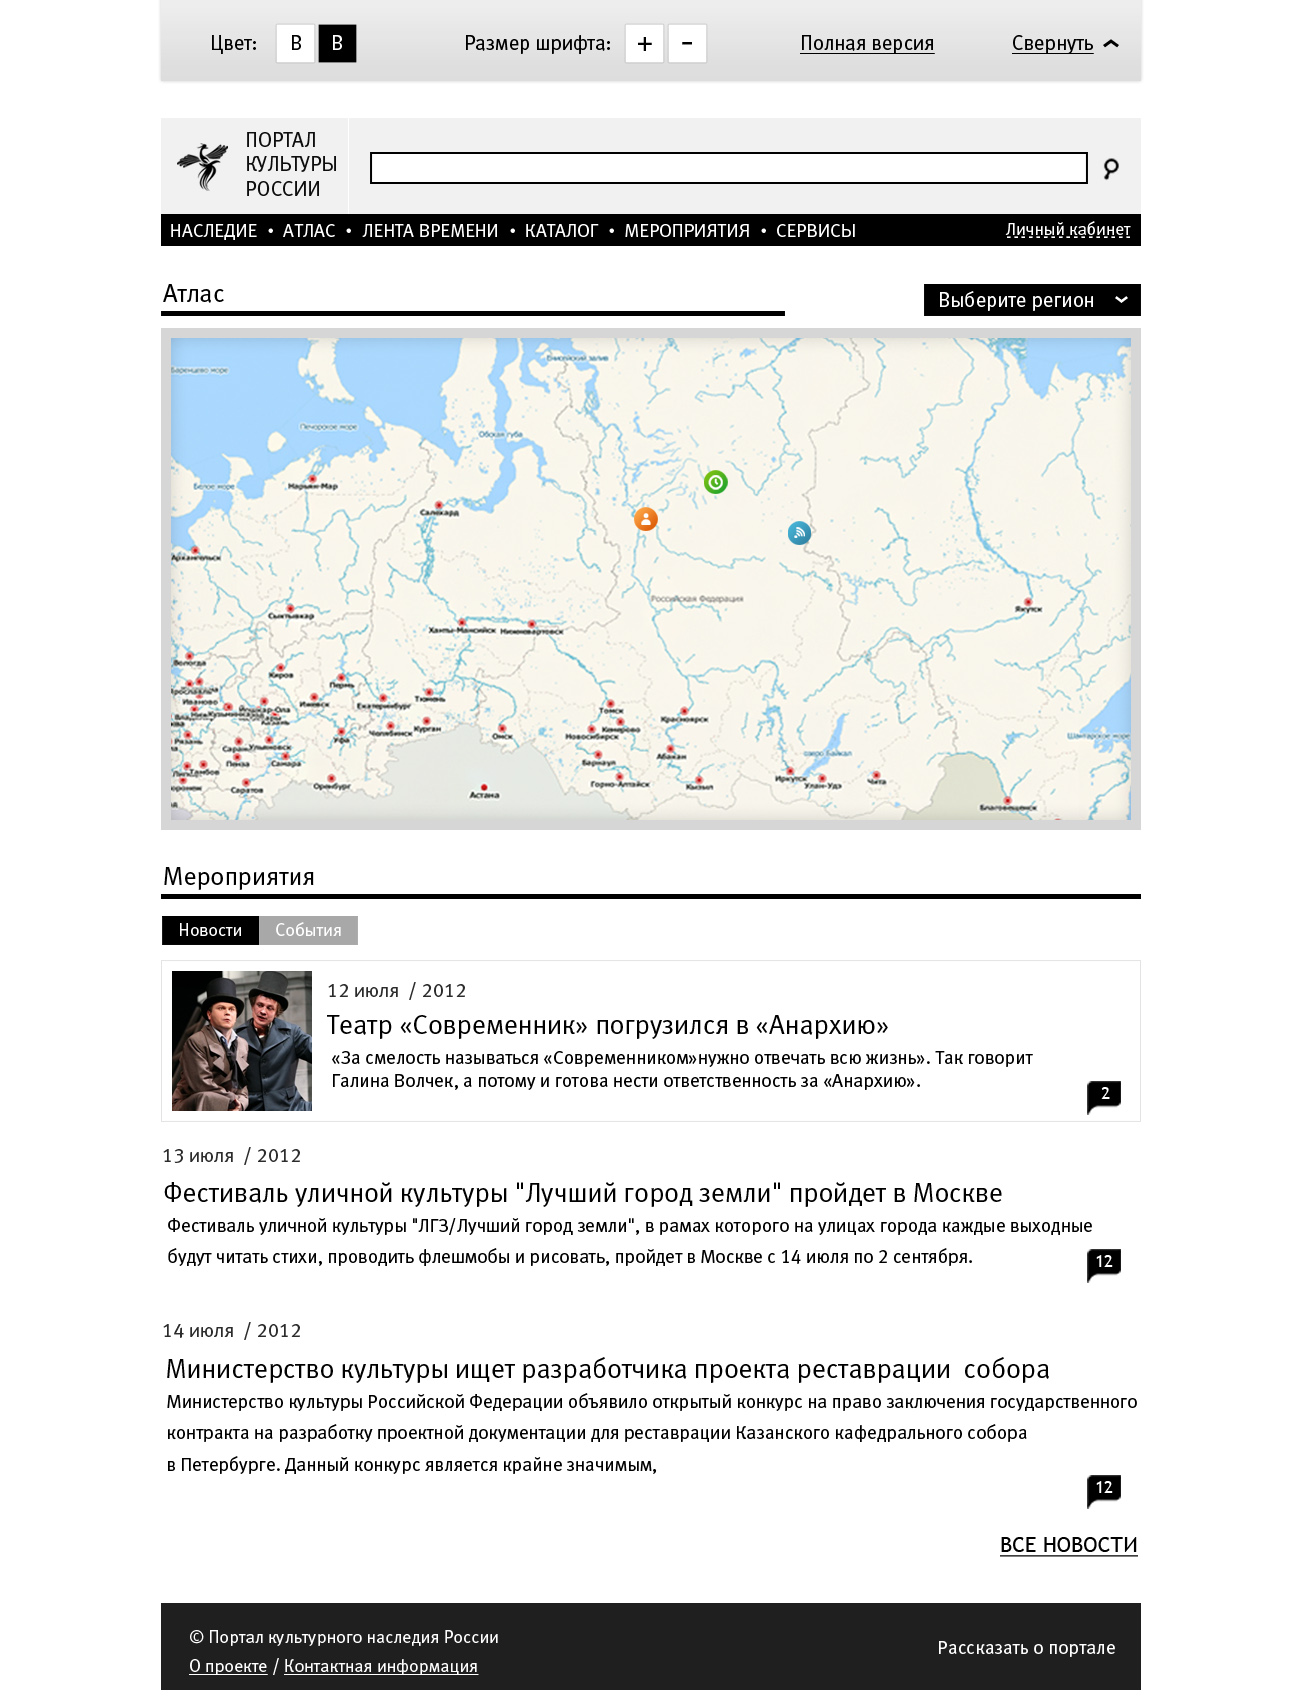 Цвет: В В Размер шрифта: + - Полная версия Свернуть
ПОРТАЛ
КУЛЬТУРЫ
РОССИИ
НАСЛЕДИЕ • АТЛАС • ЛЕНТА ВРЕМЕНИ • КАТАЛОГ • МЕРОПРИЯТИЯ • СЕРВИСЫ Личный кабинет
Атлас
Выберите регион
Енисейский залив
Баренцево море
Печорское море
Обская губа
Белое море
Нарьян-Мар
Салехард
Архангельск
Российская Федерация
Якутск
Сыктывкар
Ханты-Мансийск
Нижневартовск
Вологда
Киров
Пермь
Ярославль
Тюмень
Иваново
Ижевск
Екатеринбург
Йошкар-Ола
Томск
Красноярск
Казань
Челябинск
Курган
Кемерово
Новосибирск
Омск
Шантарское море
Рязань
Уфа
Саранск
Ульяновск
озеро Байкал
Абакан
Пенза
Самара
Барнаул
Липецк
Тамбов
Иркутск
Улан-Удэ
Чита
Саратов
Оренбург
Горно-Алтайск
Кызыл
Астана
Благовещенск
Мероприятия
Новости События
12 июля / 2012
Театр «Современник» погрузился в «Анархию»
«За смелость называться «Современником»нужно отвечать всю жизнь». Так говорит
Галина Волчек, а потому и готова нести ответственность за «Анархию».
2
13 июля / 2012
Фестиваль уличной культуры "Лучший город земли" пройдет в Москве
Фестиваль уличной культуры "ЛГЗ/Лучший город земли", в рамах которого на улицах города каждые выходные
будут читать стихи, проводить флешмобы и рисовать, пройдет в Москве с 14 июля по 2 сентября.
12
14 июля / 2012
Министерство культуры ищет разработчика проекта реставрации собора
Министерство культуры Российской Федерации объявило открытый конкурс на право заключения государственного
контракта на разработку проектной документации для реставрации Казанского кафедрального собора
в Петербурге. Данный конкурс является крайне значимым,
12
ВСЕ НОВОСТИ
© Портал культурного наследия России
О проекте / Контактная информация
Рассказать о портале